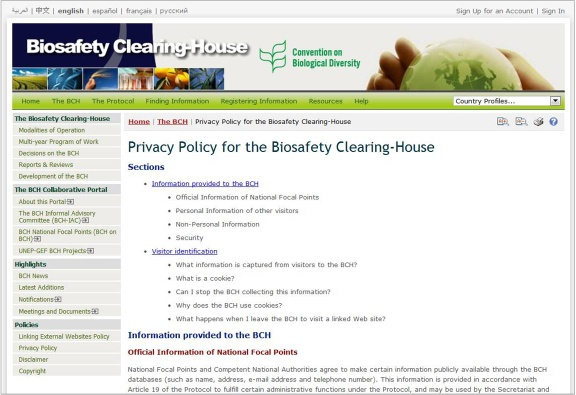 العربية | 中文 | english | español | français | русский
Sign Up for an Account | Sign In
Biosafety Clearing-House
Convention on
Biological Diversity
Home The BCH The Protocol Finding Information Registering Information Resources Help
Country Profiles...
The Biosafety Clearing-House
Modalities of Operation
Multi-year Program of Work
Decisions on the BCH
Reports & Reviews
Development of the BCH
The BCH Collaborative Portal
About this Portal
The BCH Informal Advisory
Committee (BCH-IAC)
BCH National Focal Points (BCH on
BCH)
UNEP-GEF BCH Projects
Highlights
BCH News
Latest Additions
Notifications
Meetings and Documents
Policies
Linking External Websites Policy
Privacy Policy
Disclaimer
Copyright
Home | The BCH | Privacy Policy for the Biosafety Clearing-House
Privacy Policy for the Biosafety Clearing-House
Sections
• Information provided to the BCH
• Official Information of National Focal Points
• Personal Information of other visitors
• Non-Personal Information
• Security
• Visitor identification
• What information is captured from visitors to the BCH?
• What is a cookie?
• Can I stop the BCH collecting this information?
• Why does the BCH use cookies?
• What happens when I leave the BCH to visit a linked Web site?
Information provided to the BCH
Official Information of National Focal Points
National Focal Points and Competent National Authorities agree to make certain information publicly available through the BCH
databases (such as name, address, e-mail address and telephone number). This information is provided in accordance with
Article 19 of the Protocol to fulfill certain administrative functions under the Protocol, and may be used by the Secretariat and